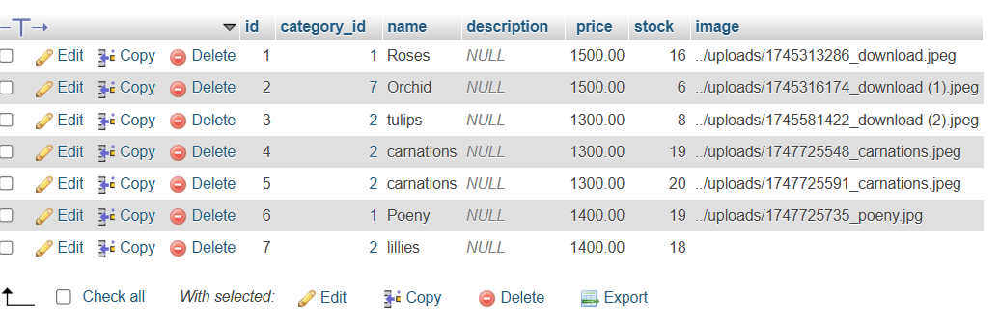 id category_id name description price stock image
Edit Copy Delete 1 1 Roses NULL 1500.00 16 ../uploads/1745313286_download.jpeg
Edit Copy Delete 2 7 Orchid NULL 1500.00 6 ../uploads/1745316174_download (1).jpeg
Edit Copy Delete 3 2 tulips NULL 1300.00 8 ../uploads/1745581422_download (2).jpeg
Edit Copy Delete 4 2 carnations NULL 1300.00 19 ../uploads/1747725548_carnations.jpeg
Edit Copy Delete 5 2 carnations NULL 1300.00 20 ../uploads/1747725591_carnations.jpeg
Edit Copy Delete 6 1 Poeny NULL 1400.00 19 ../uploads/1747725735_poeny.jpg
Edit Copy Delete 7 2 lillies NULL 1400.00 18
Check all With selected: Edit Copy Delete Export